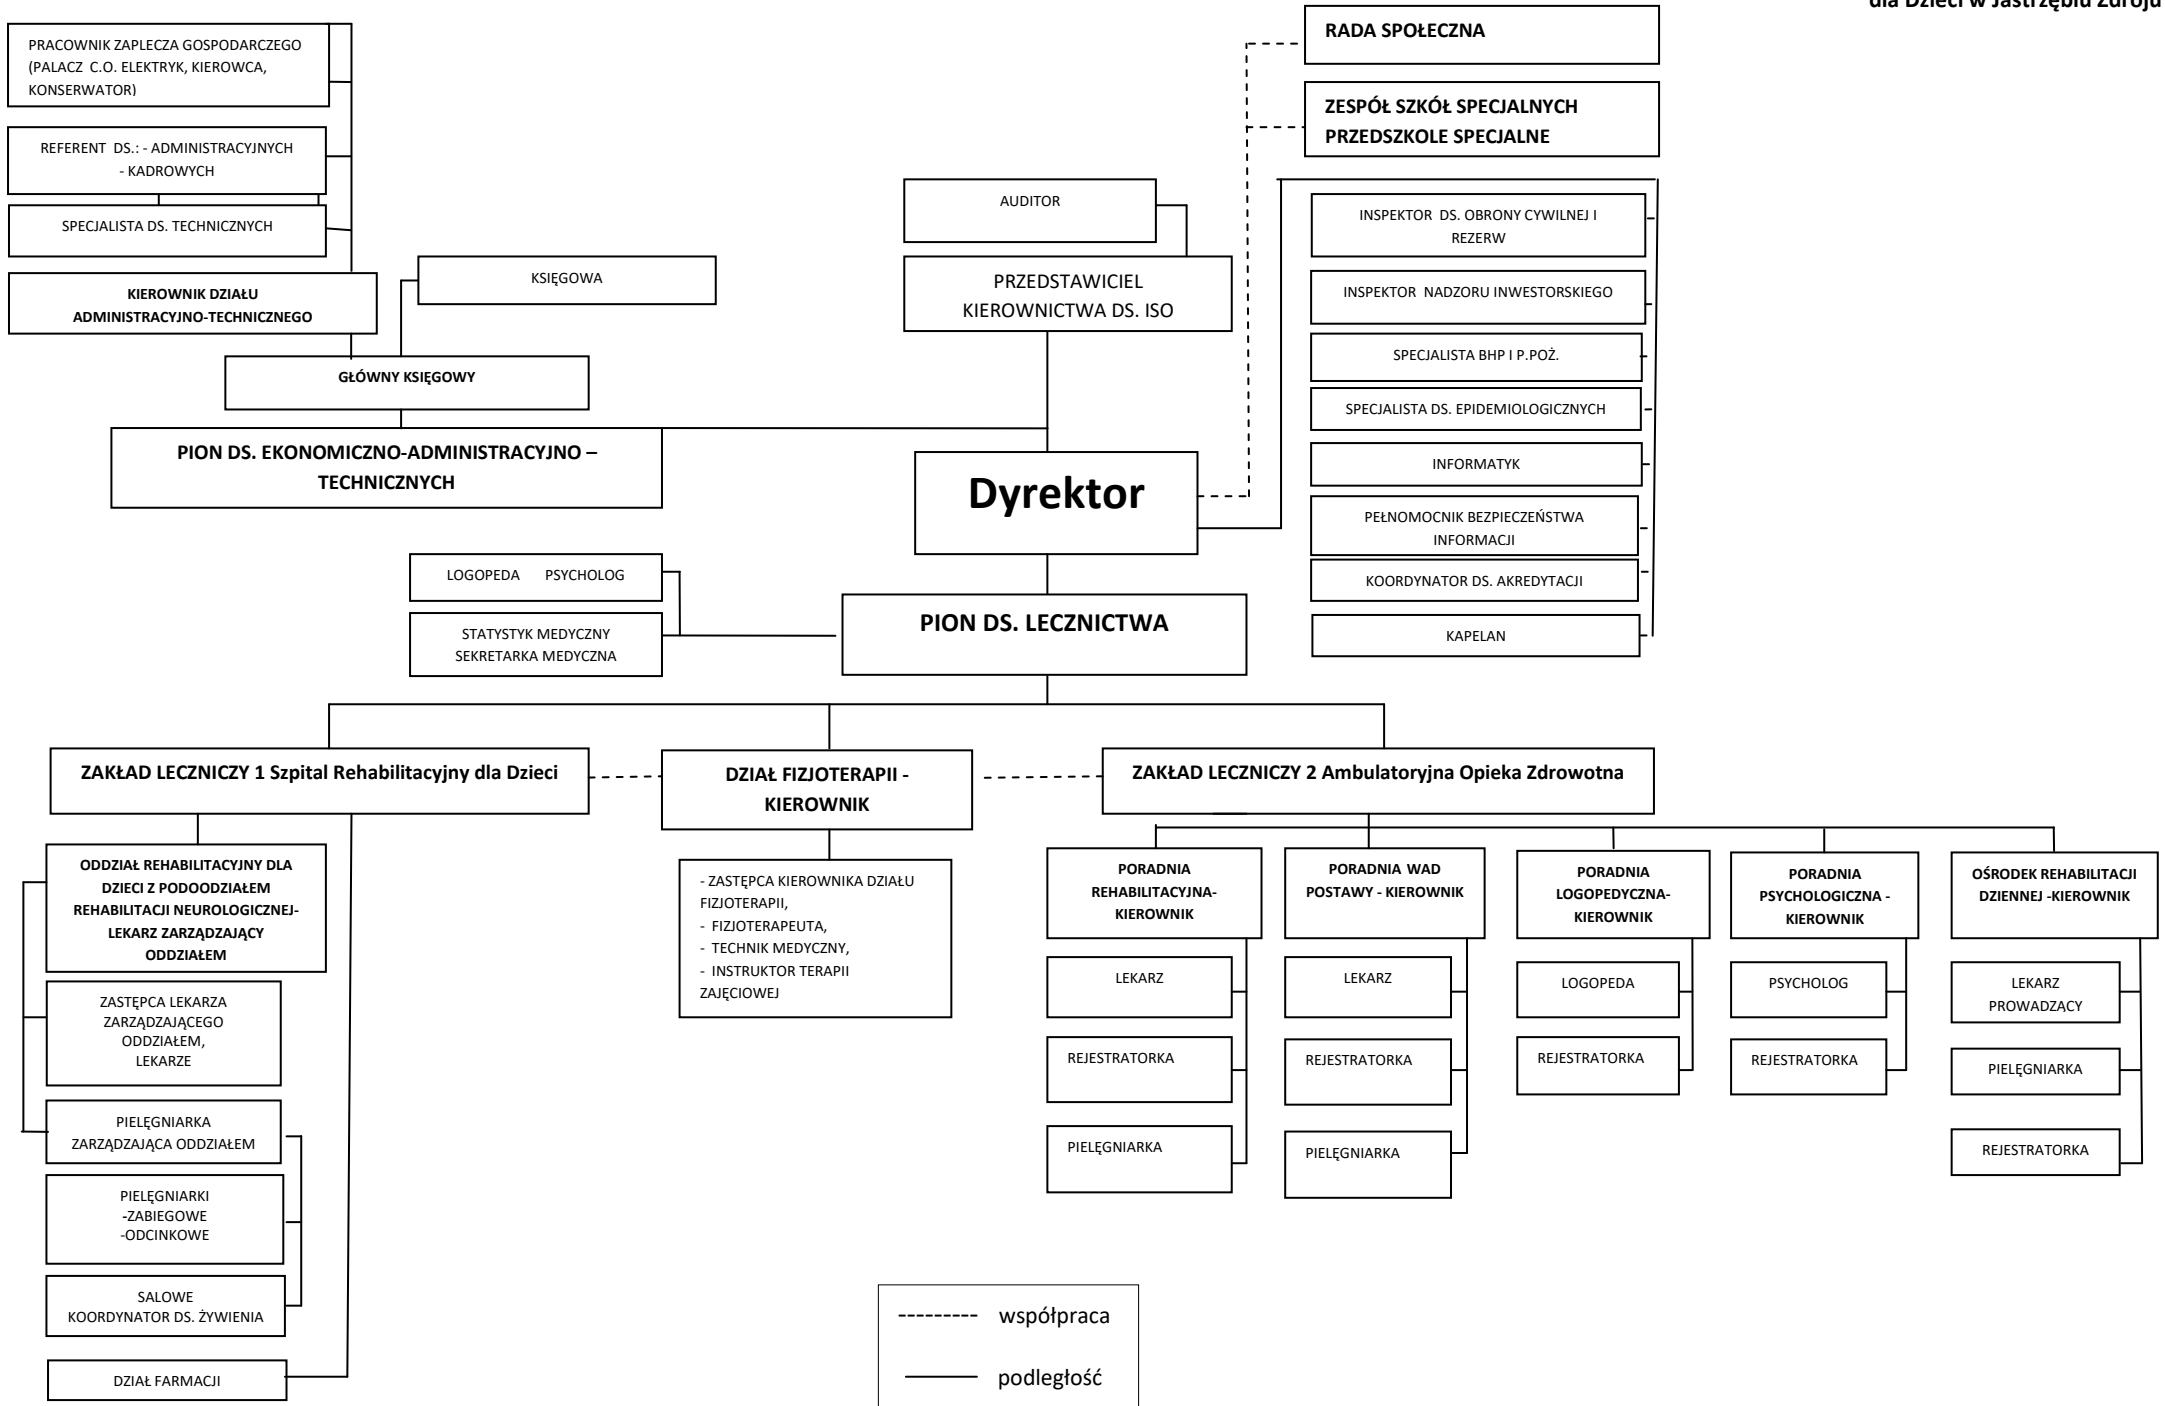 dla Dzieci w Jastrzębiu Zdroju
PRACOWNIK ZAPLECZA GOSPODARCZEGO
(PALACZ C.O. ELEKTRYK, KIEROWCA,
KONSERWATOR)
REFERENT DS.: - ADMINISTRACYJNYCH
- KADROWYCH
SPECJALISTA DS. TECHNICZNYCH
KIEROWNIK DZIAŁU
ADMINISTRACYJNO-TECHNICZNEGO
KSIĘGOWA
GŁÓWNY KSIĘGOWY
PION DS. EKONOMICZNO-ADMINISTRACYJNO –
TECHNICZNYCH
AUDITOR
PRZEDSTAWICIEL
KIEROWNICTWA DS. ISO
Dyrektor
RADA SPOŁECZNA
ZESPÓŁ SZKÓŁ SPECJALNYCH
PRZEDSZKOLE SPECJALNE
INSPEKTOR DS. OBRONY CYWILNEJ I
REZERW
INSPEKTOR NADZORU INWESTORSKIEGO
SPECJALISTA BHP I P.POŻ.
SPECJALISTA DS. EPIDEMIOLOGICZNYCH
INFORMATYK
PEŁNOMOCNIK BEZPIECZEŃSTWA
INFORMACJI
KOORDYNATOR DS. AKREDYTACJI
KAPELAN
LOGOPEDA PSYCHOLOG
STATYSTYK MEDYCZNY
SEKRETARKA MEDYCZNA
PION DS. LECZNICTWA
ZAKŁAD LECZNICZY 1 Szpital Rehabilitacyjny dla Dzieci
DZIAŁ FIZJOTERAPII -
KIEROWNIK
ZAKŁAD LECZNICZY 2 Ambulatoryjna Opieka Zdrowotna
ODDZIAŁ REHABILITACYJNY DLA
DZIECI Z PODOODZIAŁEM
REHABILITACJI NEUROLOGICZNEJ-
LEKARZ ZARZĄDZAJĄCY
ODDZIAŁEM
ZASTĘPCA LEKARZA
ZARZĄDZAJĄCEGO
ODDZIAŁEM,
LEKARZE
PIELĘGNIARKA
ZARZĄDZAJĄCA ODDZIAŁEM
PIELĘGNIARKI
-ZABIEGOWE
-ODCINKOWE
SALOWE
KOORDYNATOR DS. ŻYWIENIA
DZIAŁ FARMACJI
- ZASTĘPCA KIEROWNIKA DZIAŁU
FIZJOTERAPII,
- FIZJOTERAPEUTA,
- TECHNIK MEDYCZNY,
- INSTRUKTOR TERAPII
ZAJĘCIOWEJ
PORADNIA
REHABILITACYJNA-
KIEROWNIK
LEKARZ
REJESTRATORKA
PIELĘGNIARKA
PORADNIA WAD
POSTAWY - KIEROWNIK
LEKARZ
REJESTRATORKA
PIELĘGNIARKA
PORADNIA
LOGOPEDYCZNA-
KIEROWNIK
LOGOPEDA
REJESTRATORKA
PORADNIA
PSYCHOLOGICZNA -
KIEROWNIK
PSYCHOLOG
REJESTRATORKA
OŚRODEK REHABILITACJI
DZIENNEJ -KIEROWNIK
LEKARZ
PROWADZĄCY
PIELĘGNIARKA
REJESTRATORKA
współpraca
podległość